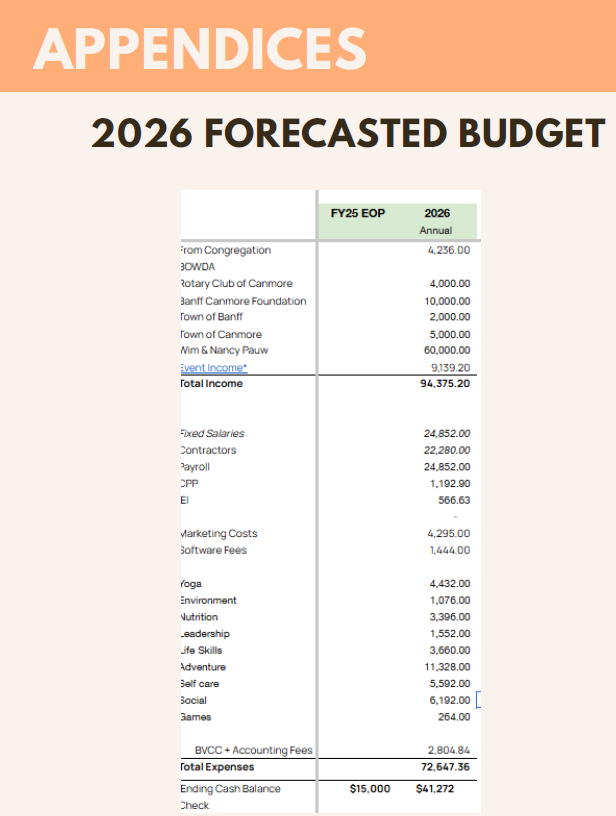 APPENDICES
2026 FORECASTED BUDGET
FY25 EOP 2026
Annual
From Congregation 4,236.00
BOWDA
Rotary Club of Canmore 4,000.00
Banff Canmore Foundation 10,000.00
Town of Banff 2,000.00
Town of Canmore 5,000.00
Wim & Nancy Pauw 60,000.00
Event Income* 9,139.20
Total Income 94,375.20
Fixed Salaries 24,852.00
Contractors 22,280.00
Payroll 24,852.00
CPP 1,192.90
EI 566.63
-
Marketing Costs 4,295.00
Software Fees 1,444.00
Yoga 4,432.00
Environment 1,076.00
Nutrition 3,396.00
Leadership 1,552.00
Life Skills 3,660.00
Adventure 11,328.00
Self care 5,592.00
Social 6,192.00
Games 264.00
BVCC + Accounting Fees 2,804.84
Total Expenses 72,647.36
Ending Cash Balance $15,000 $41,272
Check